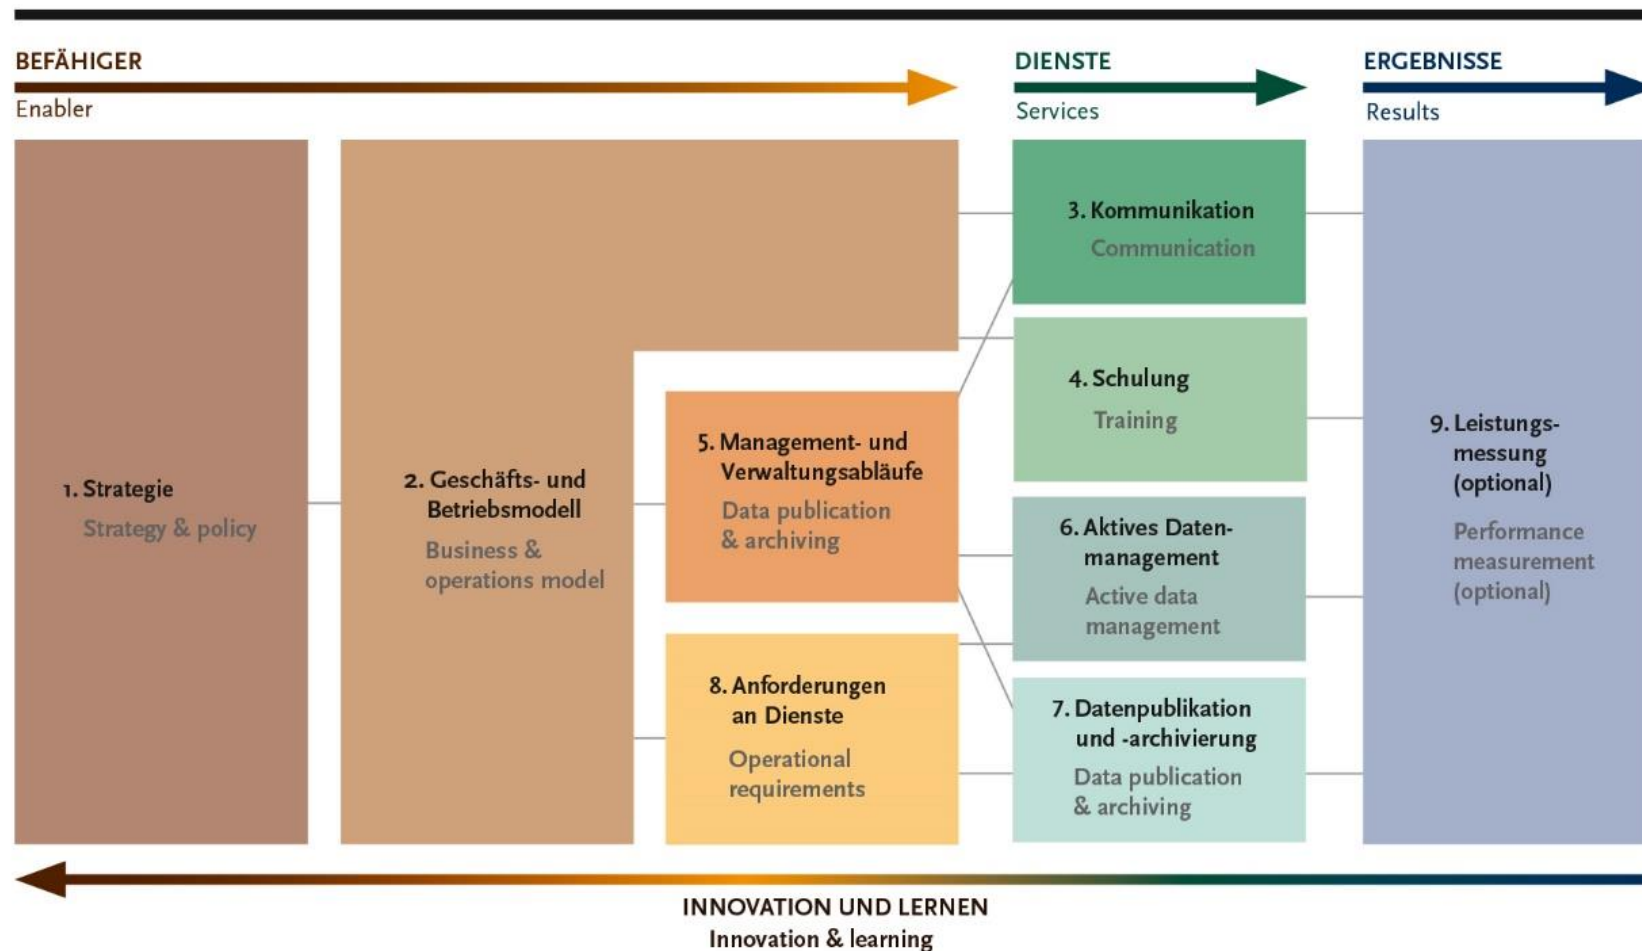 BEFÄHIGER
Enabler
DIENSTE
Services
ERGEBNISSE
Results
1. Strategie
Strategy & policy
2. Geschäfts- und
Betriebsmodell
Business &
operations model
5. Management- und
Verwaltungsabläufe
Data publication
& archiving
8. Anforderungen
an Dienste
Operational
requirements
3. Kommunikation
Communication
4. Schulung
Training
6. Aktives Daten-
management
Active data
management
7. Datenpublikation
und -archivierung
Data publication
& archiving
9. Leistungs-
messung
(optional)
Performance
measurement
(optional)
INNOVATION UND LERNEN
Innovation & learning